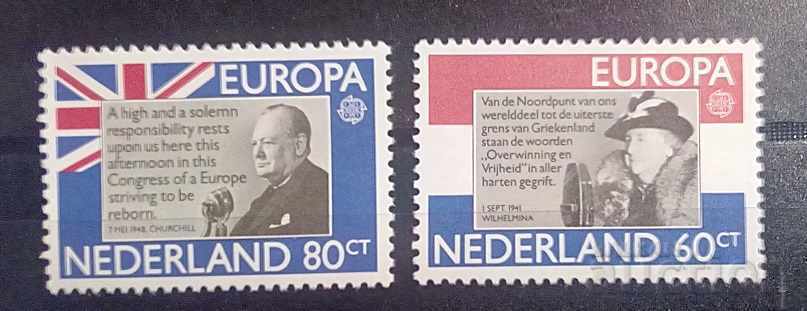 EUROPA
A high and a solemn
responsibility rests
upon us here this
afternoon in this
Congress of a Europe
striving to be
reborn.
7 MEI 1948, CHURCHILL
NEDERLAND 80CT
EUROPA
Van de Noordpunt van ons
werelddeel tot de uiterste
grens van Griekenland
staan de woorden
„Overwinning en
Vrijheid" in aller
harten gegrift.
1 SEPT. 1941
WILHELMINA
NEDERLAND 60CT